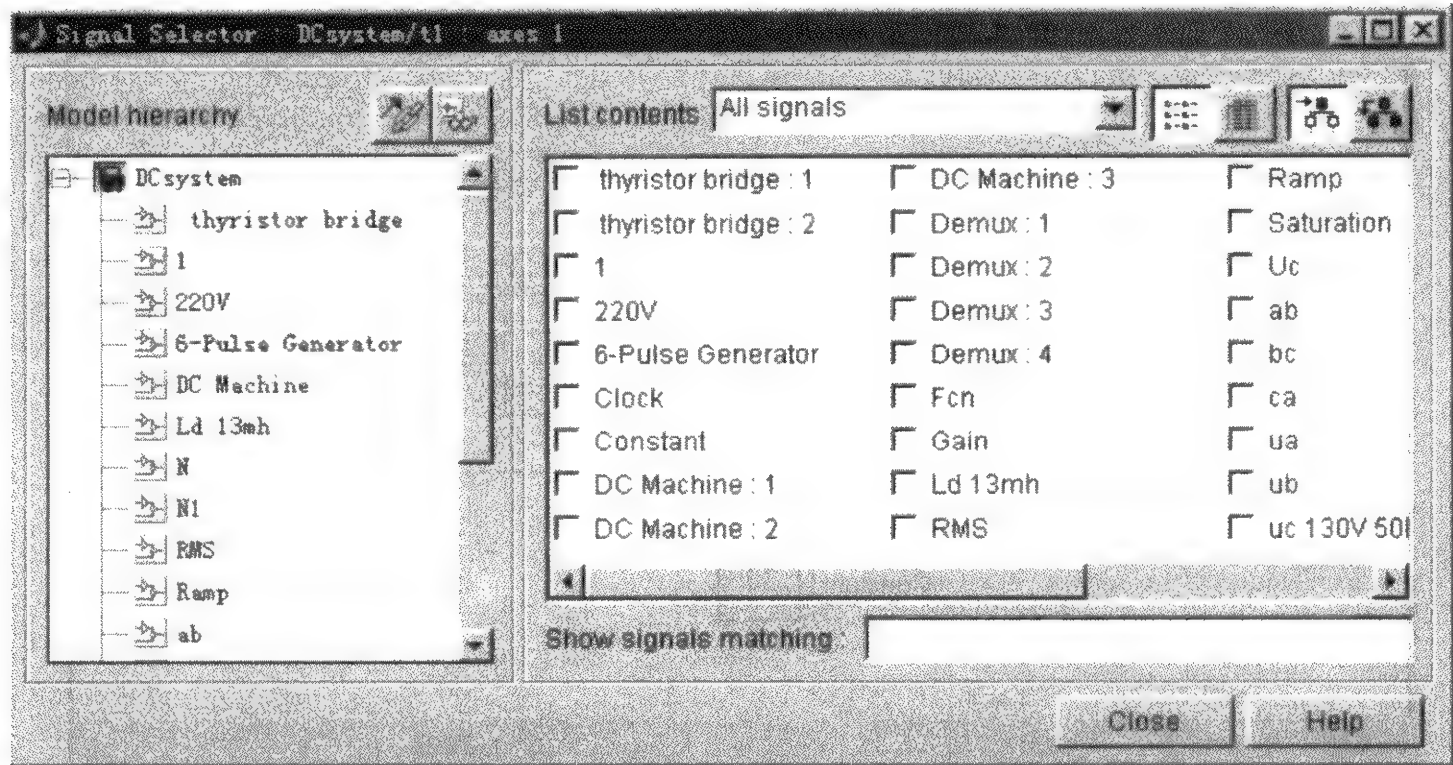 Signal Selector : DCsystem/t1 : axes 1
Model hierarchy
DCsystem
thyristor bridge
1
220V
6-Pulse Generator
DC Machine
Ld 13mh
N
N1
RMS
Ramp
ab
List contents All signals
thyristor bridge : 1 DC Machine : 3 Ramp
thyristor bridge : 2 Demux : 1 Saturation
1 Demux : 2 Uc
220V Demux : 3 ab
6-Pulse Generator Demux : 4 bc
Clock Fcn ca
Constant Gain ua
DC Machine : 1 Ld 13mh ub
DC Machine : 2 RMS uc 130V 50
Show signals matching
Close Help